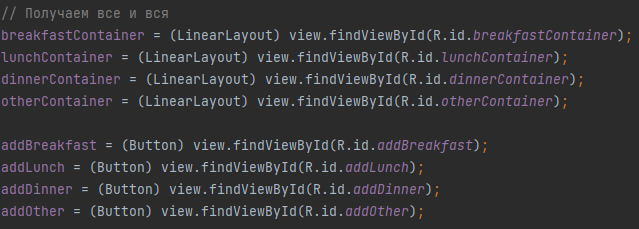 // Получаем все и вся
breakfastContainer = (LinearLayout) view.findViewById(R.id.breakfastContainer);
lunchContainer = (LinearLayout) view.findViewById(R.id.lunchContainer);
dinnerContainer = (LinearLayout) view.findViewById(R.id.dinnerContainer);
otherContainer = (LinearLayout) view.findViewById(R.id.otherContainer);
addBreakfast = (Button) view.findViewById(R.id.addBreakfast);
addLunch = (Button) view.findViewById(R.id.addLunch);
addDinner = (Button) view.findViewById(R.id.addDinner);
addOther = (Button) view.findViewById(R.id.addOther);